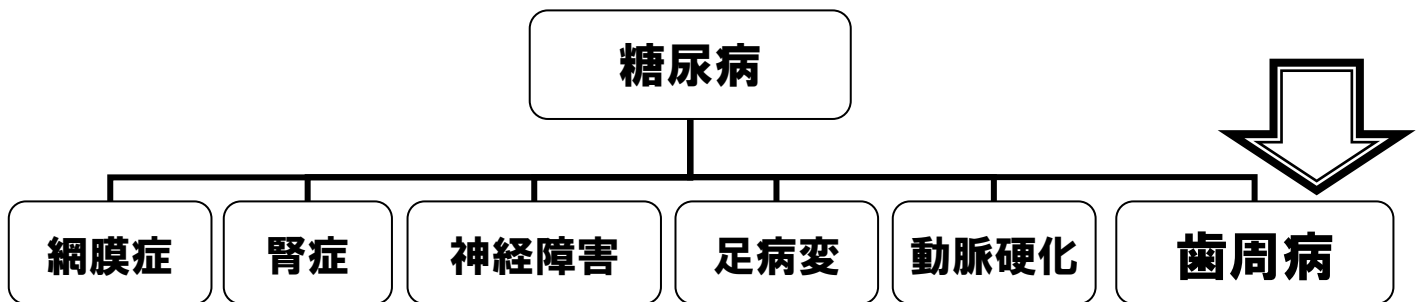 糖尿病
網膜症
腎症
神経障害
足病変
動脈硬化
歯周病